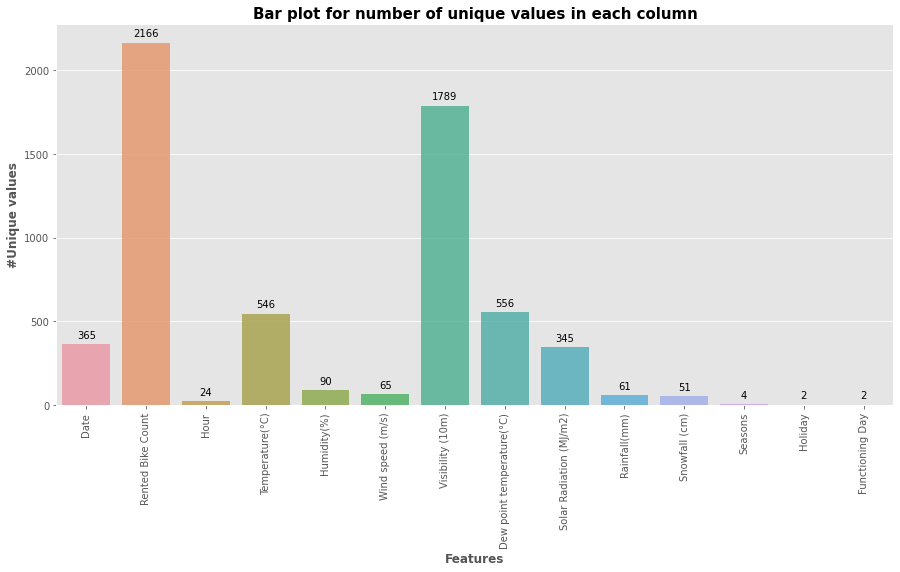 Bar plot for number of unique values in each column
#Unique values
2000
1500
1000
500
0
365
2166
24
546
90
65
1789
556
345
61
51
4
2
2
Date
Rented Bike Count
Hour
Temperature(°C)
Humidity(%)
Wind speed (m/s)
Visibility (10m)
Dew point temperature(°C)
Solar Radiation (MJ/m2)
Rainfall(mm)
Snowfall (cm)
Seasons
Holiday
Functioning Day
Features